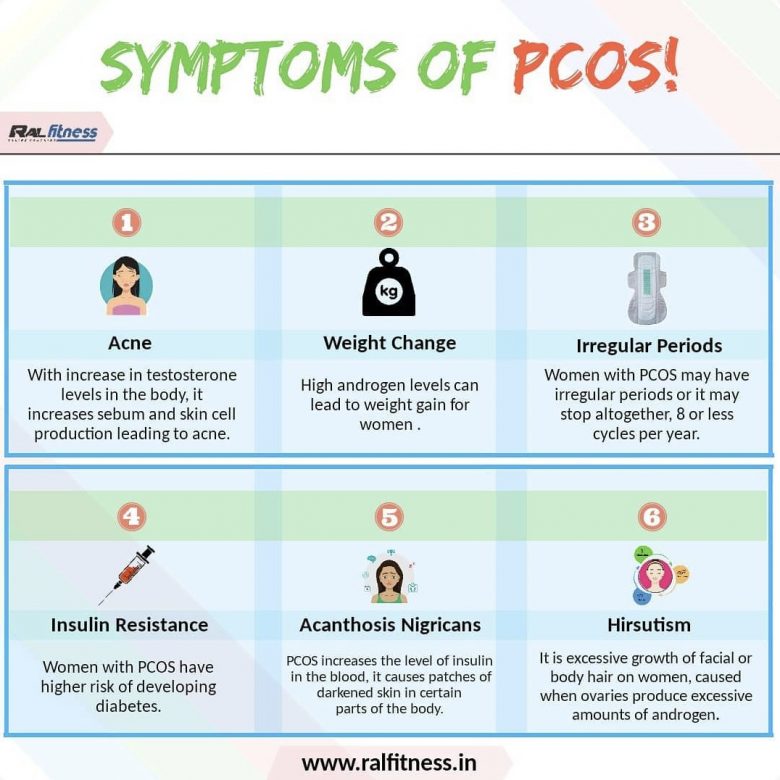 SYMPTOMS OF PCOS!
RAL fitness
1
2
3
kg
Acne
Weight Change
Irregular Periods
With increase in testosterone
levels in the body, it
increases sebum and skin cell
production leading to acne.
High androgen levels can
lead to weight gain for
women .
Women with PCOS may have
irregular periods or it may
stop altogether, 8 or less
cycles per year.
4
5
6
Insulin Resistance
Acanthosis Nigricans
Hirsutism
Women with PCOS have
higher risk of developing
diabetes.
PCOS increases the level of insulin
in the blood, it causes patches of
darkened skin in certain
parts of the body.
It is excessive growth of facial or
body hair on women, caused
when ovaries produce excessive
amounts of androgen.
www.ralfitness.in